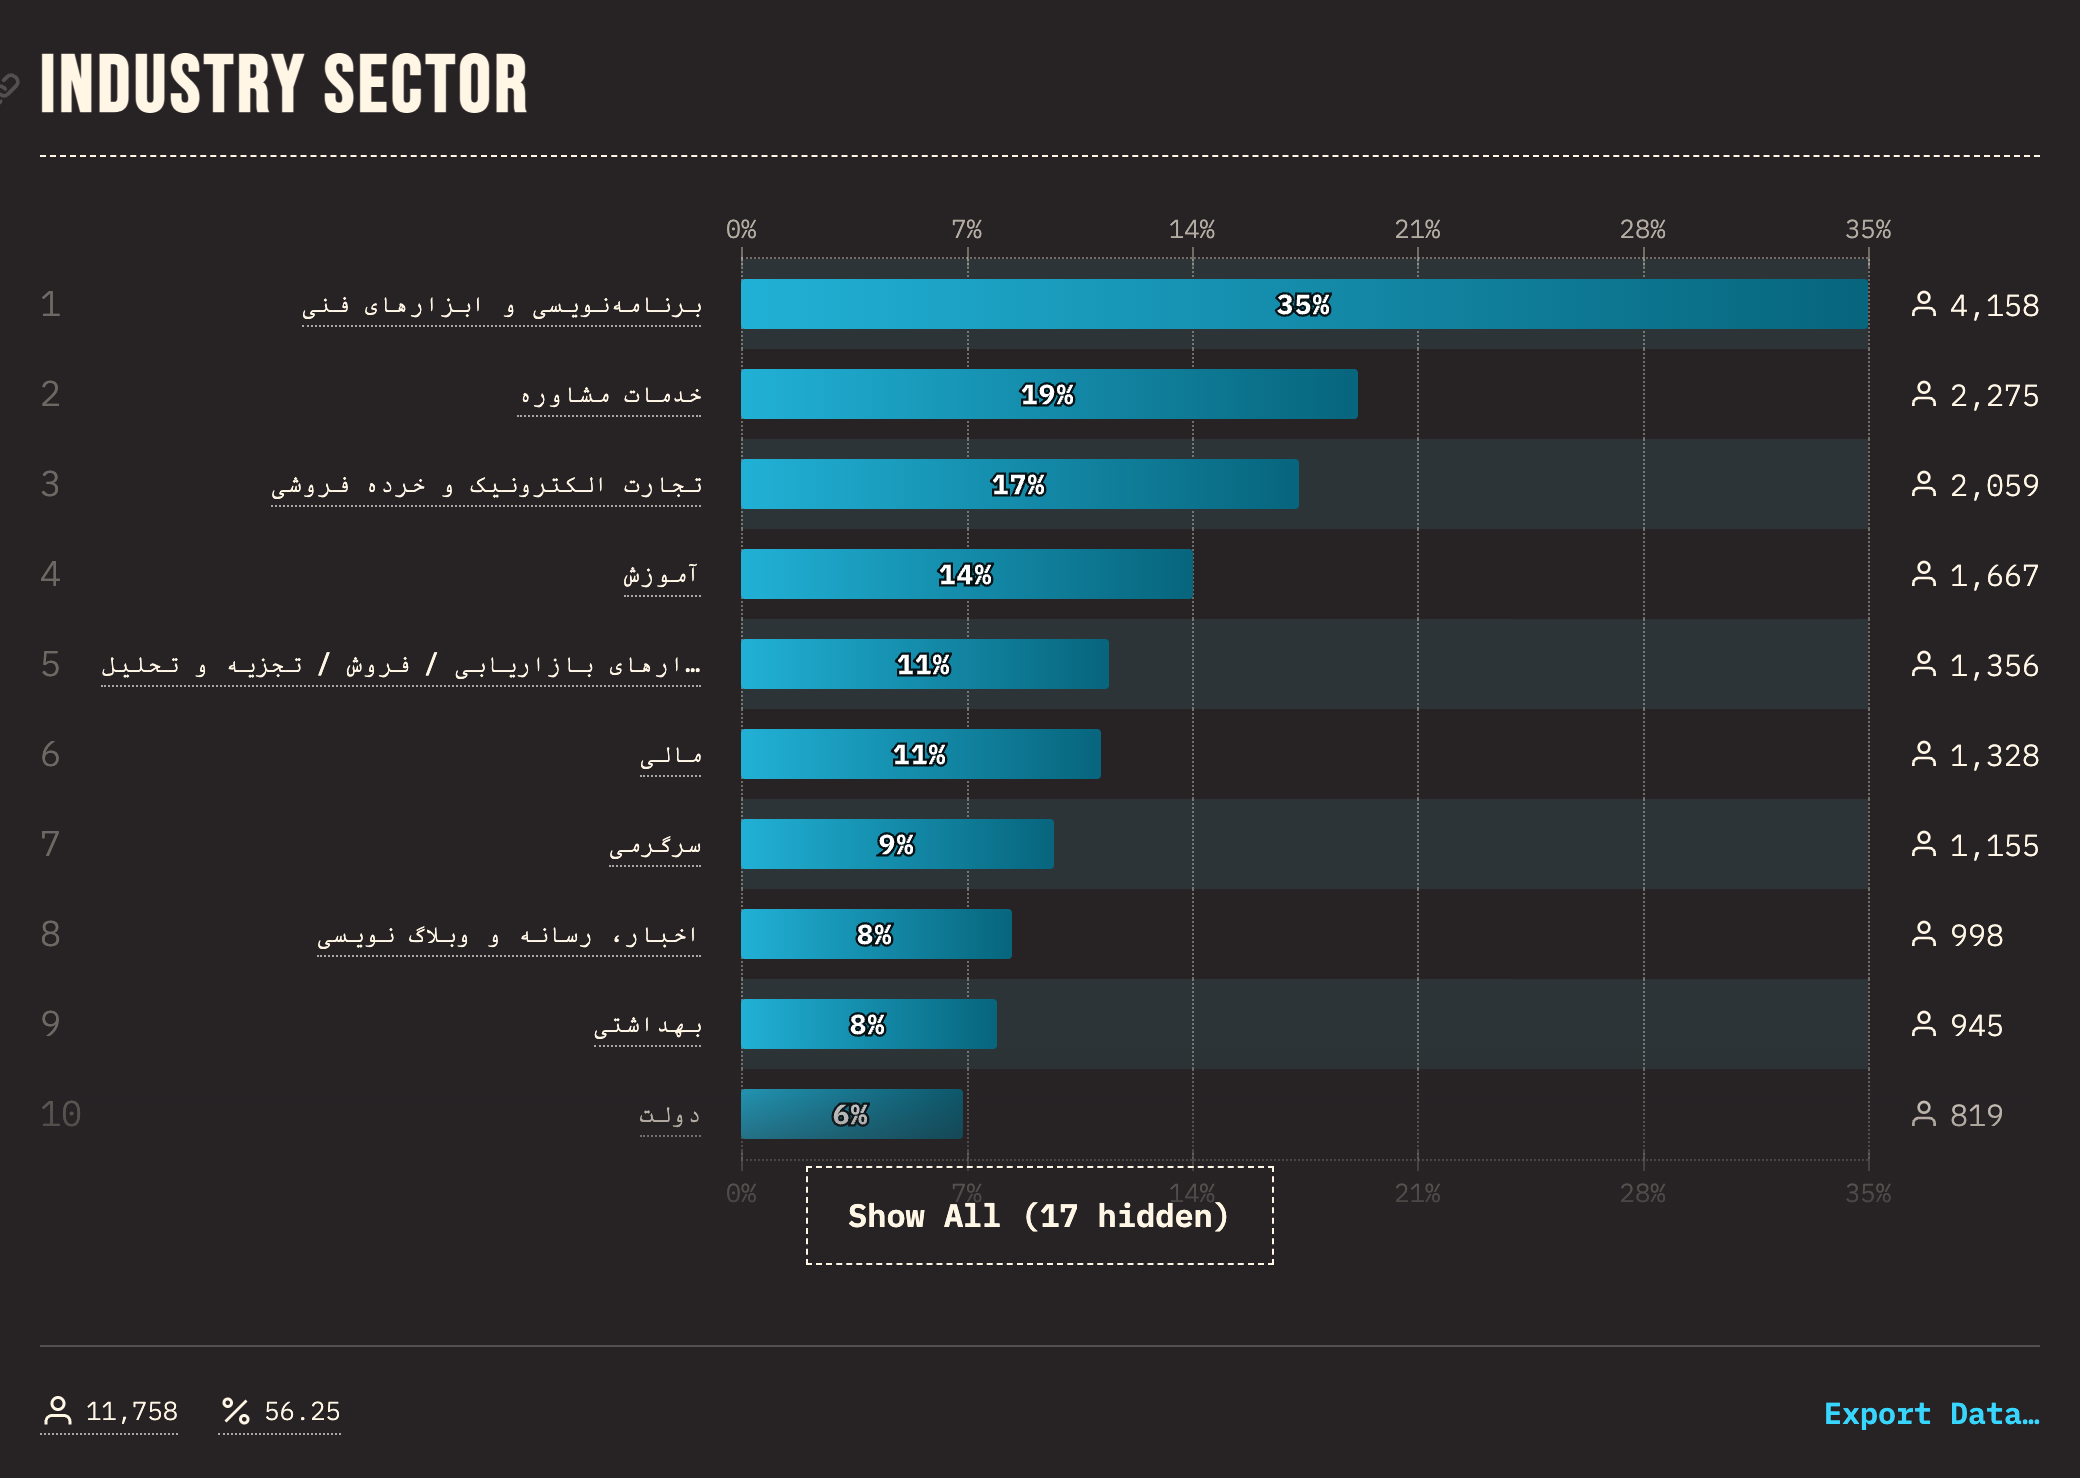 INDUSTRY SECTOR
0% 7% 14% 21% 28% 35%
1 برنامه‌نویسی و ابزارهای فنی 35% 4,158
2 خدمات مشاوره 19% 2,275
3 تجارت الکترونیک و خرده فروشی 17% 2,059
4 آموزش 14% 1,667
5 …ارهای بازاریابی / فروش / تجزیه و تحلیل 11% 1,356
6 مالی 11% 1,328
7 سرگرمی 9% 1,155
8 اخبار، رسانه و وبلاگ نویسی 8% 998
9 بهداشتی 8% 945
10 دولت 6% 819
0% 7% 14% 21% 28% 35%
Show All (17 hidden)
11,758 % 56.25 Export Data…